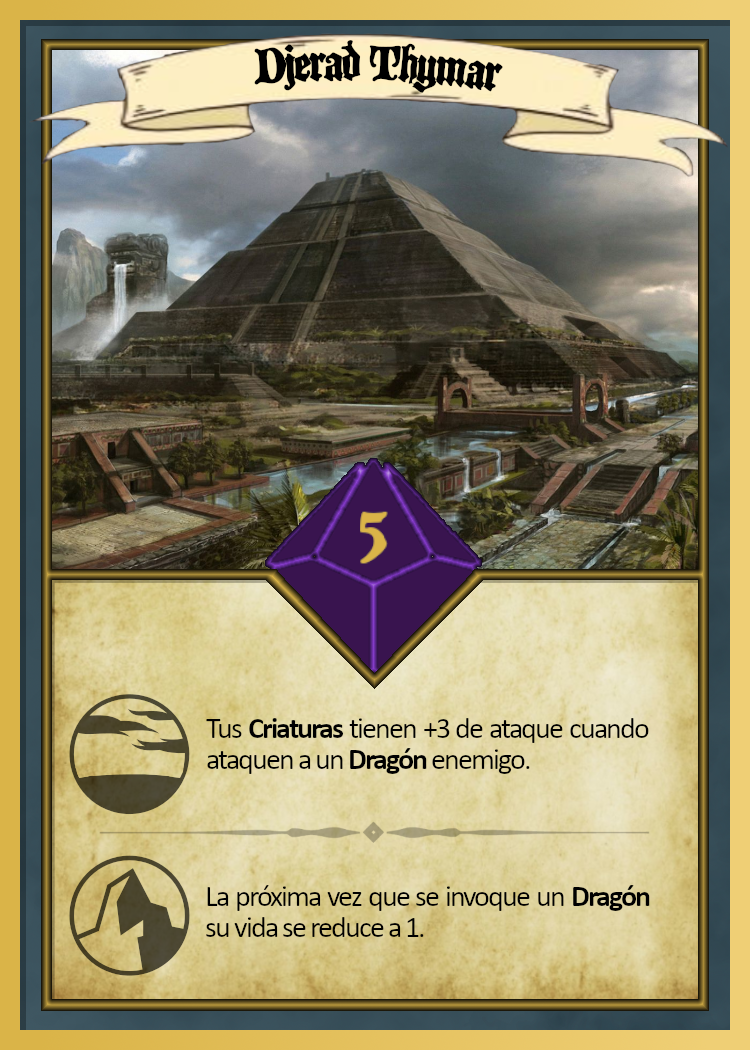 Djerad Thymar
5
Tus Criaturas tienen +3 de ataque cuando
ataquen a un Dragón enemigo.
La próxima vez que se invoque un Dragón
su vida se reduce a 1.